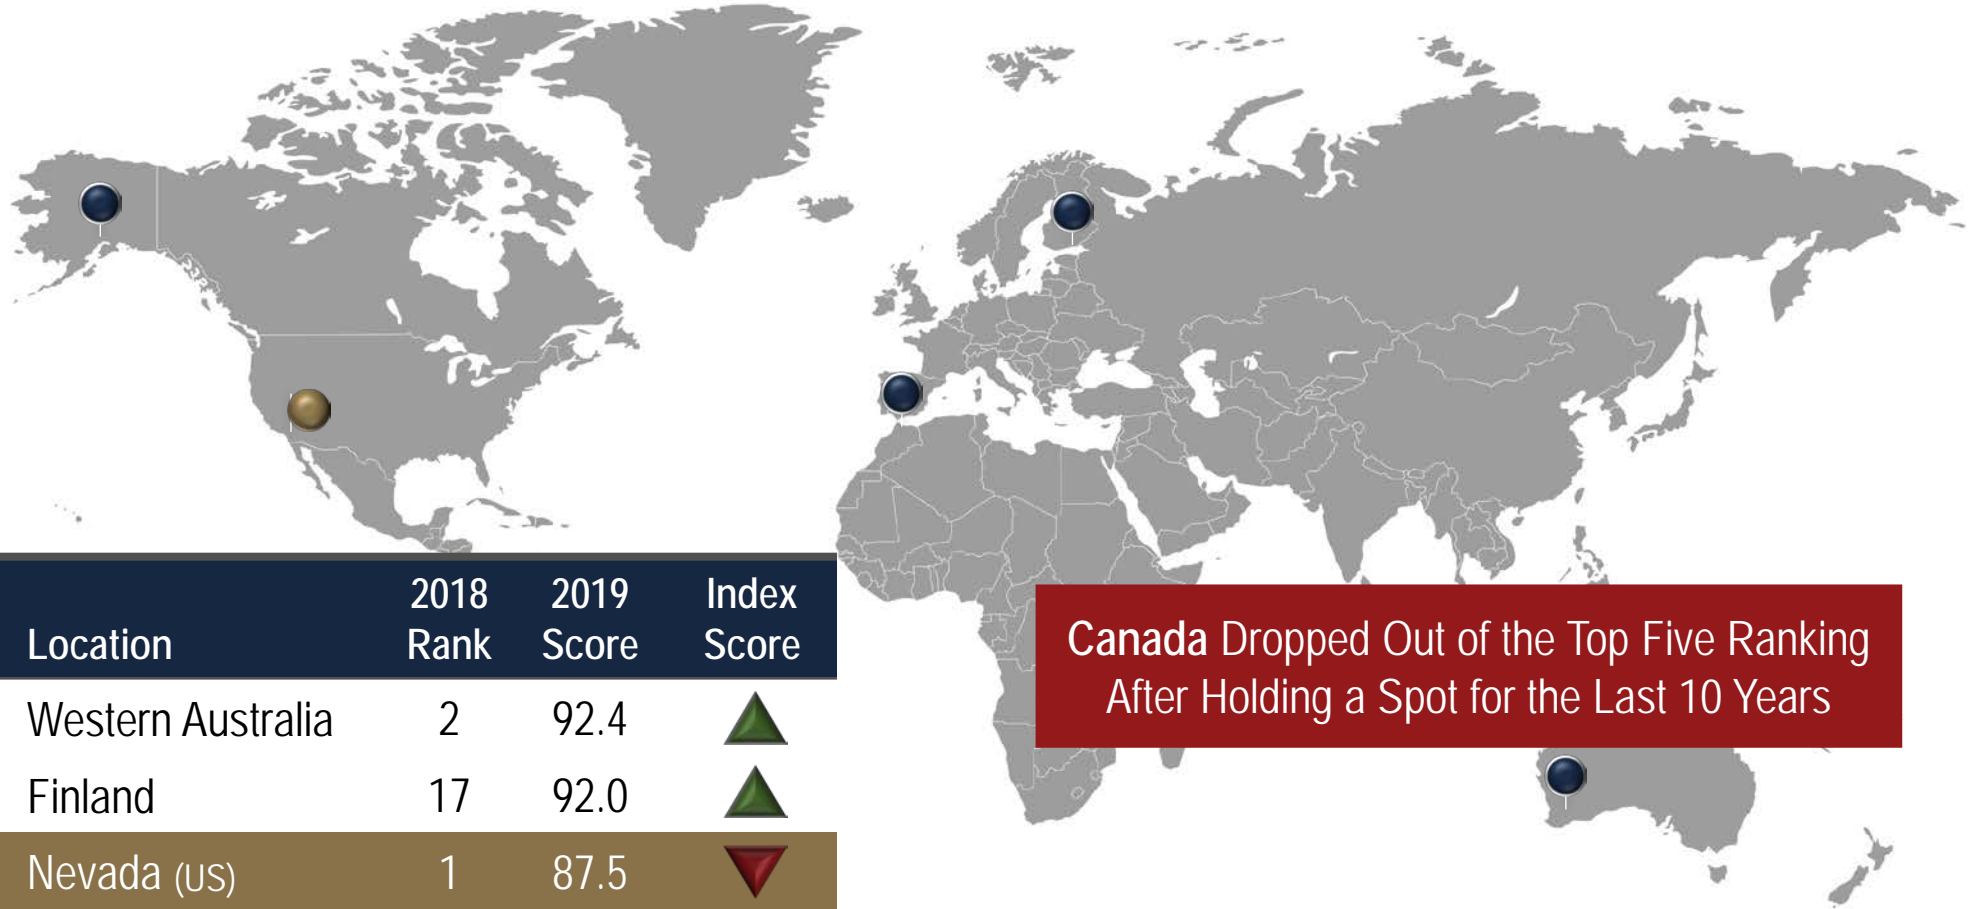 Location 2018 Rank 2019 Score Index Score
Western Australia 2 92.4
Finland 17 92.0
Nevada (US) 1 87.5
Canada Dropped Out of the Top Five Ranking
After Holding a Spot for the Last 10 Years